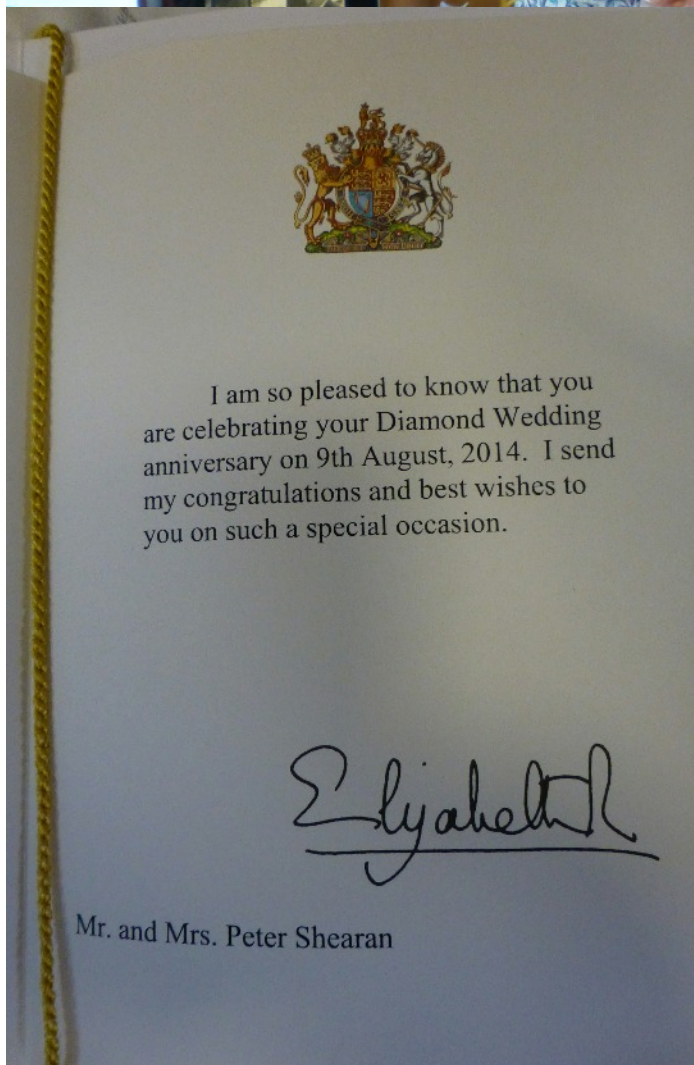 I am so pleased to know that you
are celebrating your Diamond Wedding
anniversary on 9th August, 2014. I send
my congratulations and best wishes to
you on such a special occasion.
Elizabeth R
Mr. and Mrs. Peter Shearan